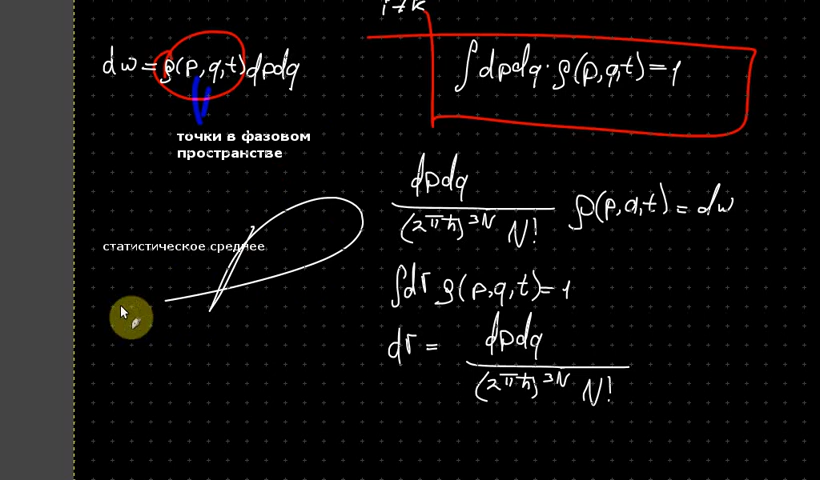 i≠k
dw = ρ(p,q,t)dpdq
∫dpdq·ρ(p,q,t)=1
точки в фазовом
пространстве
dpdq / (2πħ)^3N N! ρ(p,q,t) = dw
статистическое среднее
∫dΓ ρ(p,q,t)=1
dΓ = dpdq / (2πħ)^3N N!